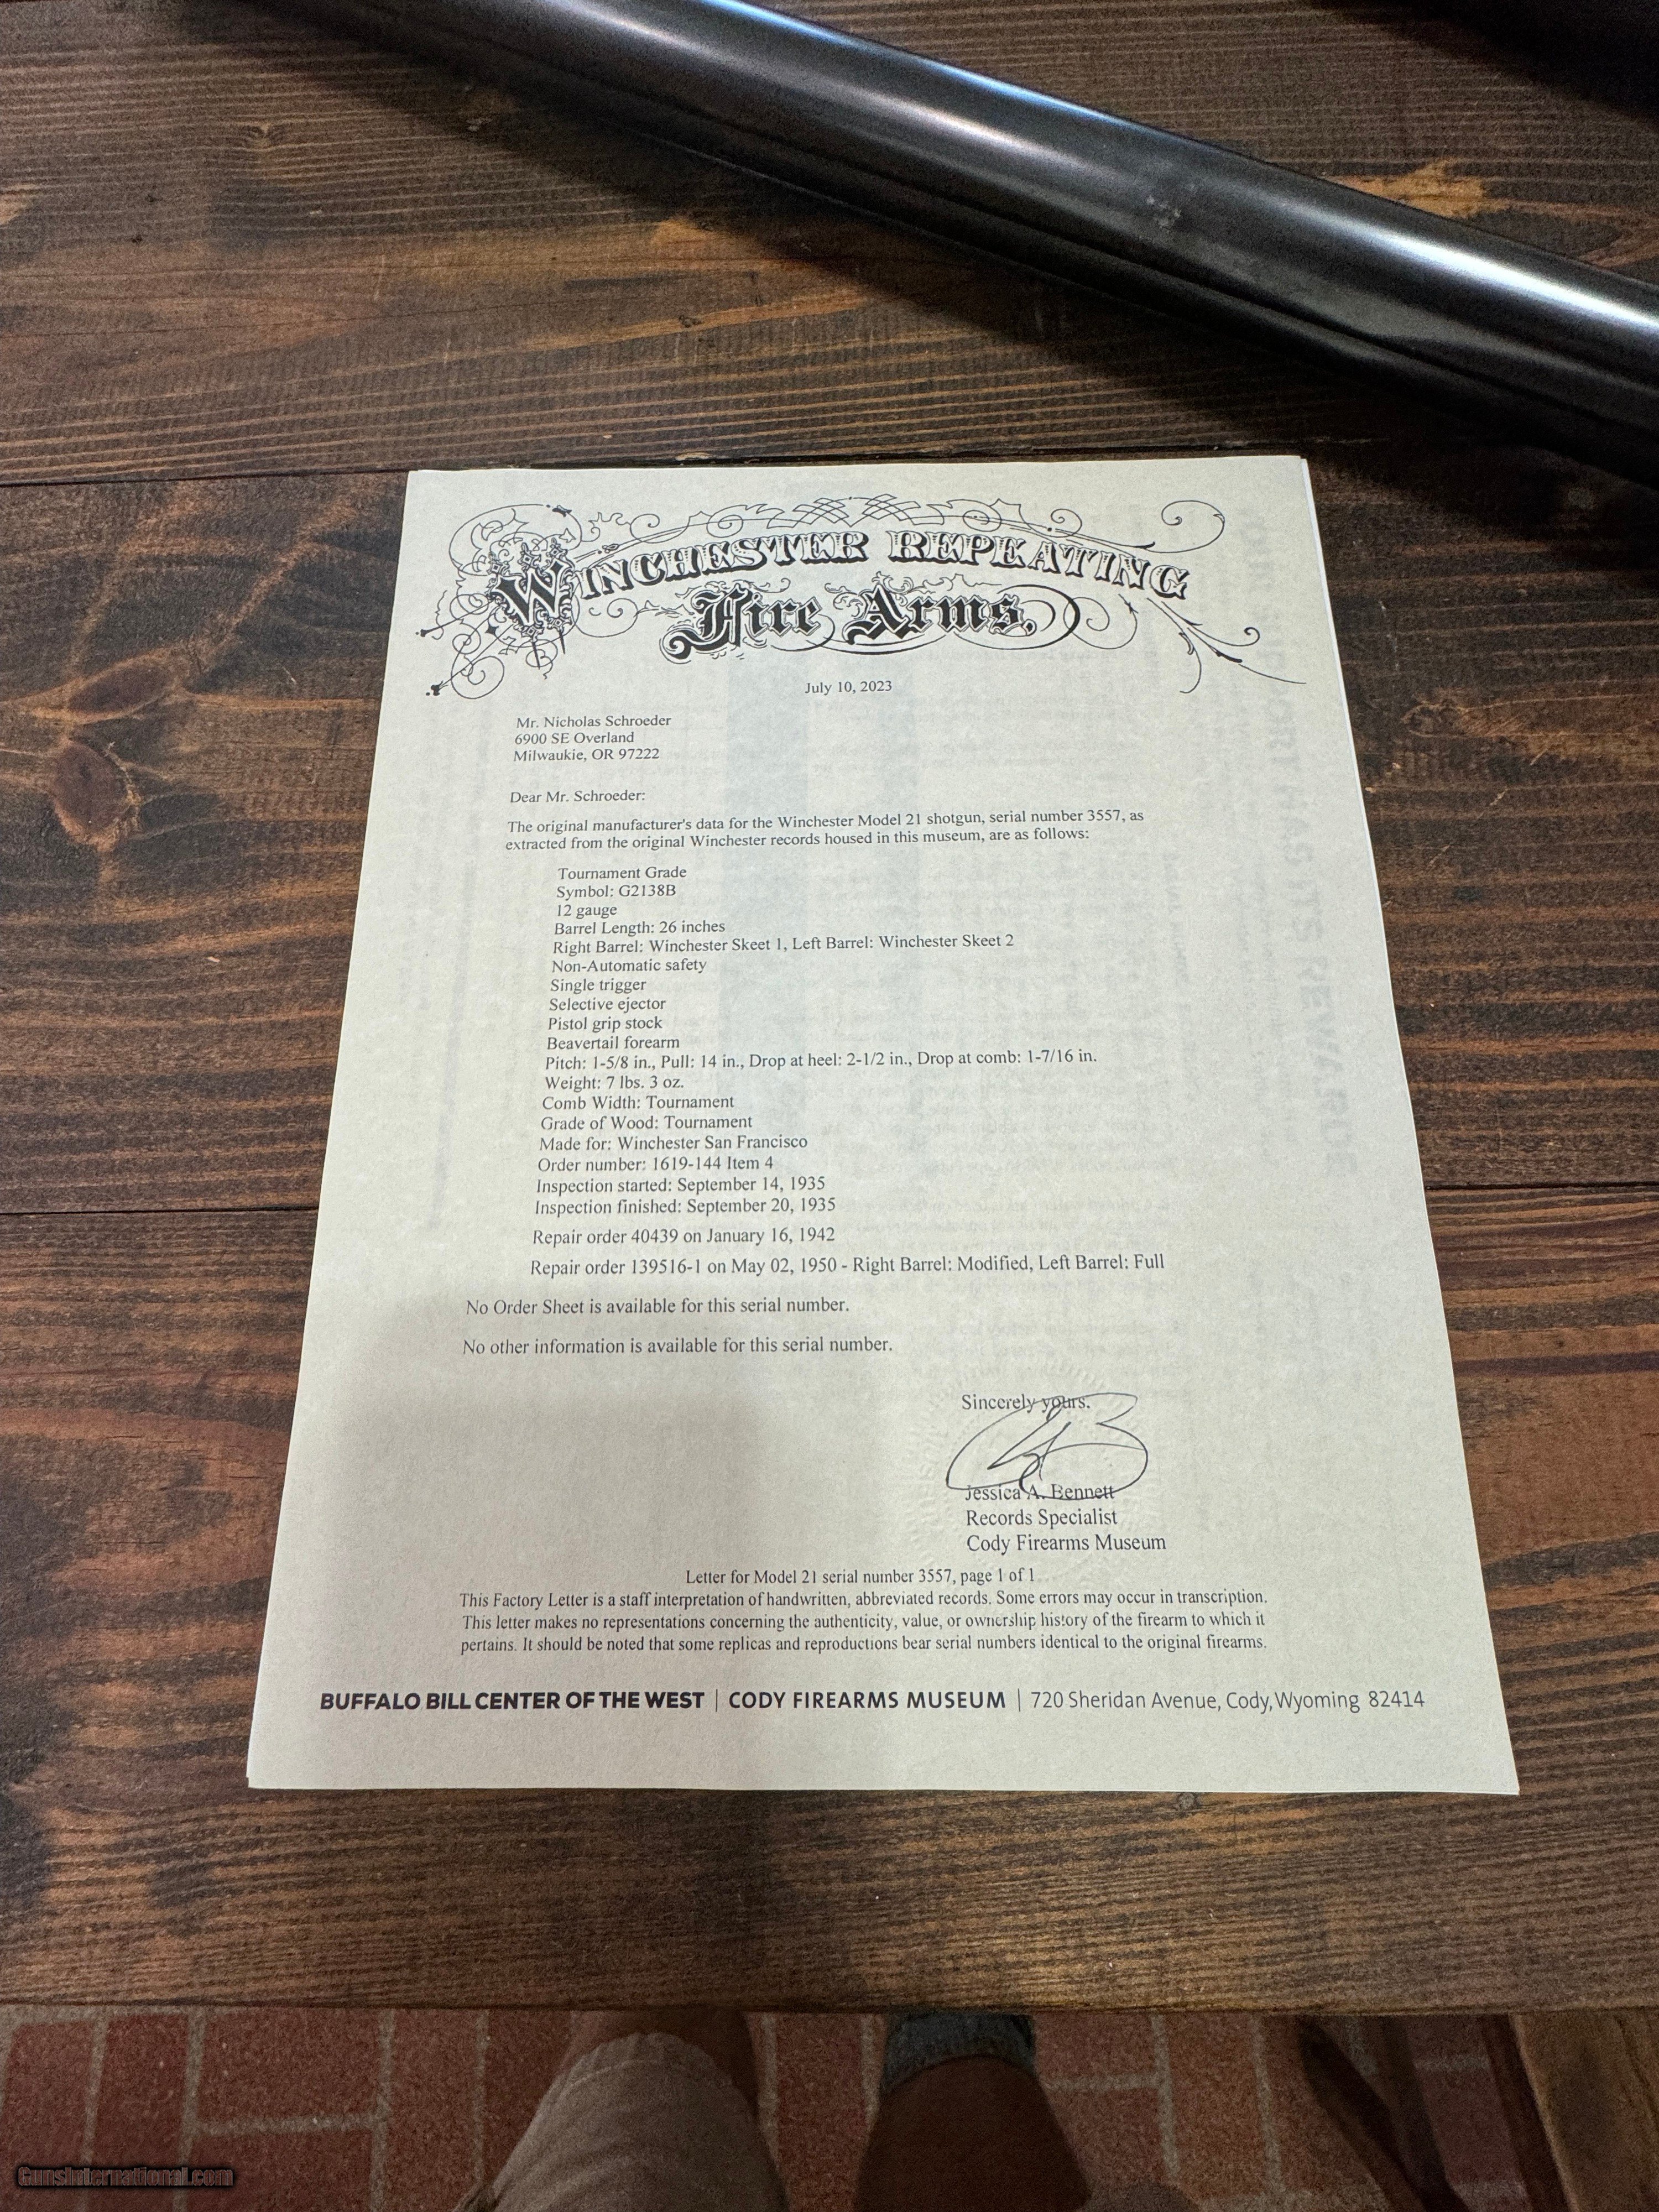 WINCHESTER REPEATING
Fire Arms,
July 10, 2023
Mr. Nicholas Schroeder
6900 SE Overland
Milwaukie, OR 97222
Dear Mr. Schroeder:
The original manufacturer's data for the Winchester Model 21 shotgun, serial number 3557, as
extracted from the original Winchester records housed in this museum, are as follows:
Tournament Grade
Symbol: G2138B
12 gauge
Barrel Length: 26 inches
Right Barrel: Winchester Skeet 1, Left Barrel: Winchester Skeet 2
Non-Automatic safety
Single trigger
Selective ejector
Pistol grip stock
Beavertail forearm
Pitch: 1-5/8 in., Pull: 14 in., Drop at heel: 2-1/2 in., Drop at comb: 1-7/16 in.
Weight: 7 lbs. 3 oz.
Comb Width: Tournament
Grade of Wood: Tournament
Made for: Winchester San Francisco
Order number: 1619-144 Item 4
Inspection started: September 14, 1935
Inspection finished: September 20, 1935
Repair order 40439 on January 16, 1942
Repair order 139516-1 on May 02, 1950 - Right Barrel: Modified, Left Barrel: Full
No Order Sheet is available for this serial number.
No other information is available for this serial number.
Sincerely yours,
Jessica A. Bennett
Records Specialist
Cody Firearms Museum
Letter for Model 21 serial number 3557, page 1 of 1
This Factory Letter is a staff interpretation of handwritten, abbreviated records. Some errors may occur in transcription.
This letter makes no representations concerning the authenticity, value, or ownership history of the firearm to which it
pertains. It should be noted that some replicas and reproductions bear serial numbers identical to the original firearms.
BUFFALO BILL CENTER OF THE WEST | CODY FIREARMS MUSEUM | 720 Sheridan Avenue, Cody, Wyoming 82414
GunsInternational.com